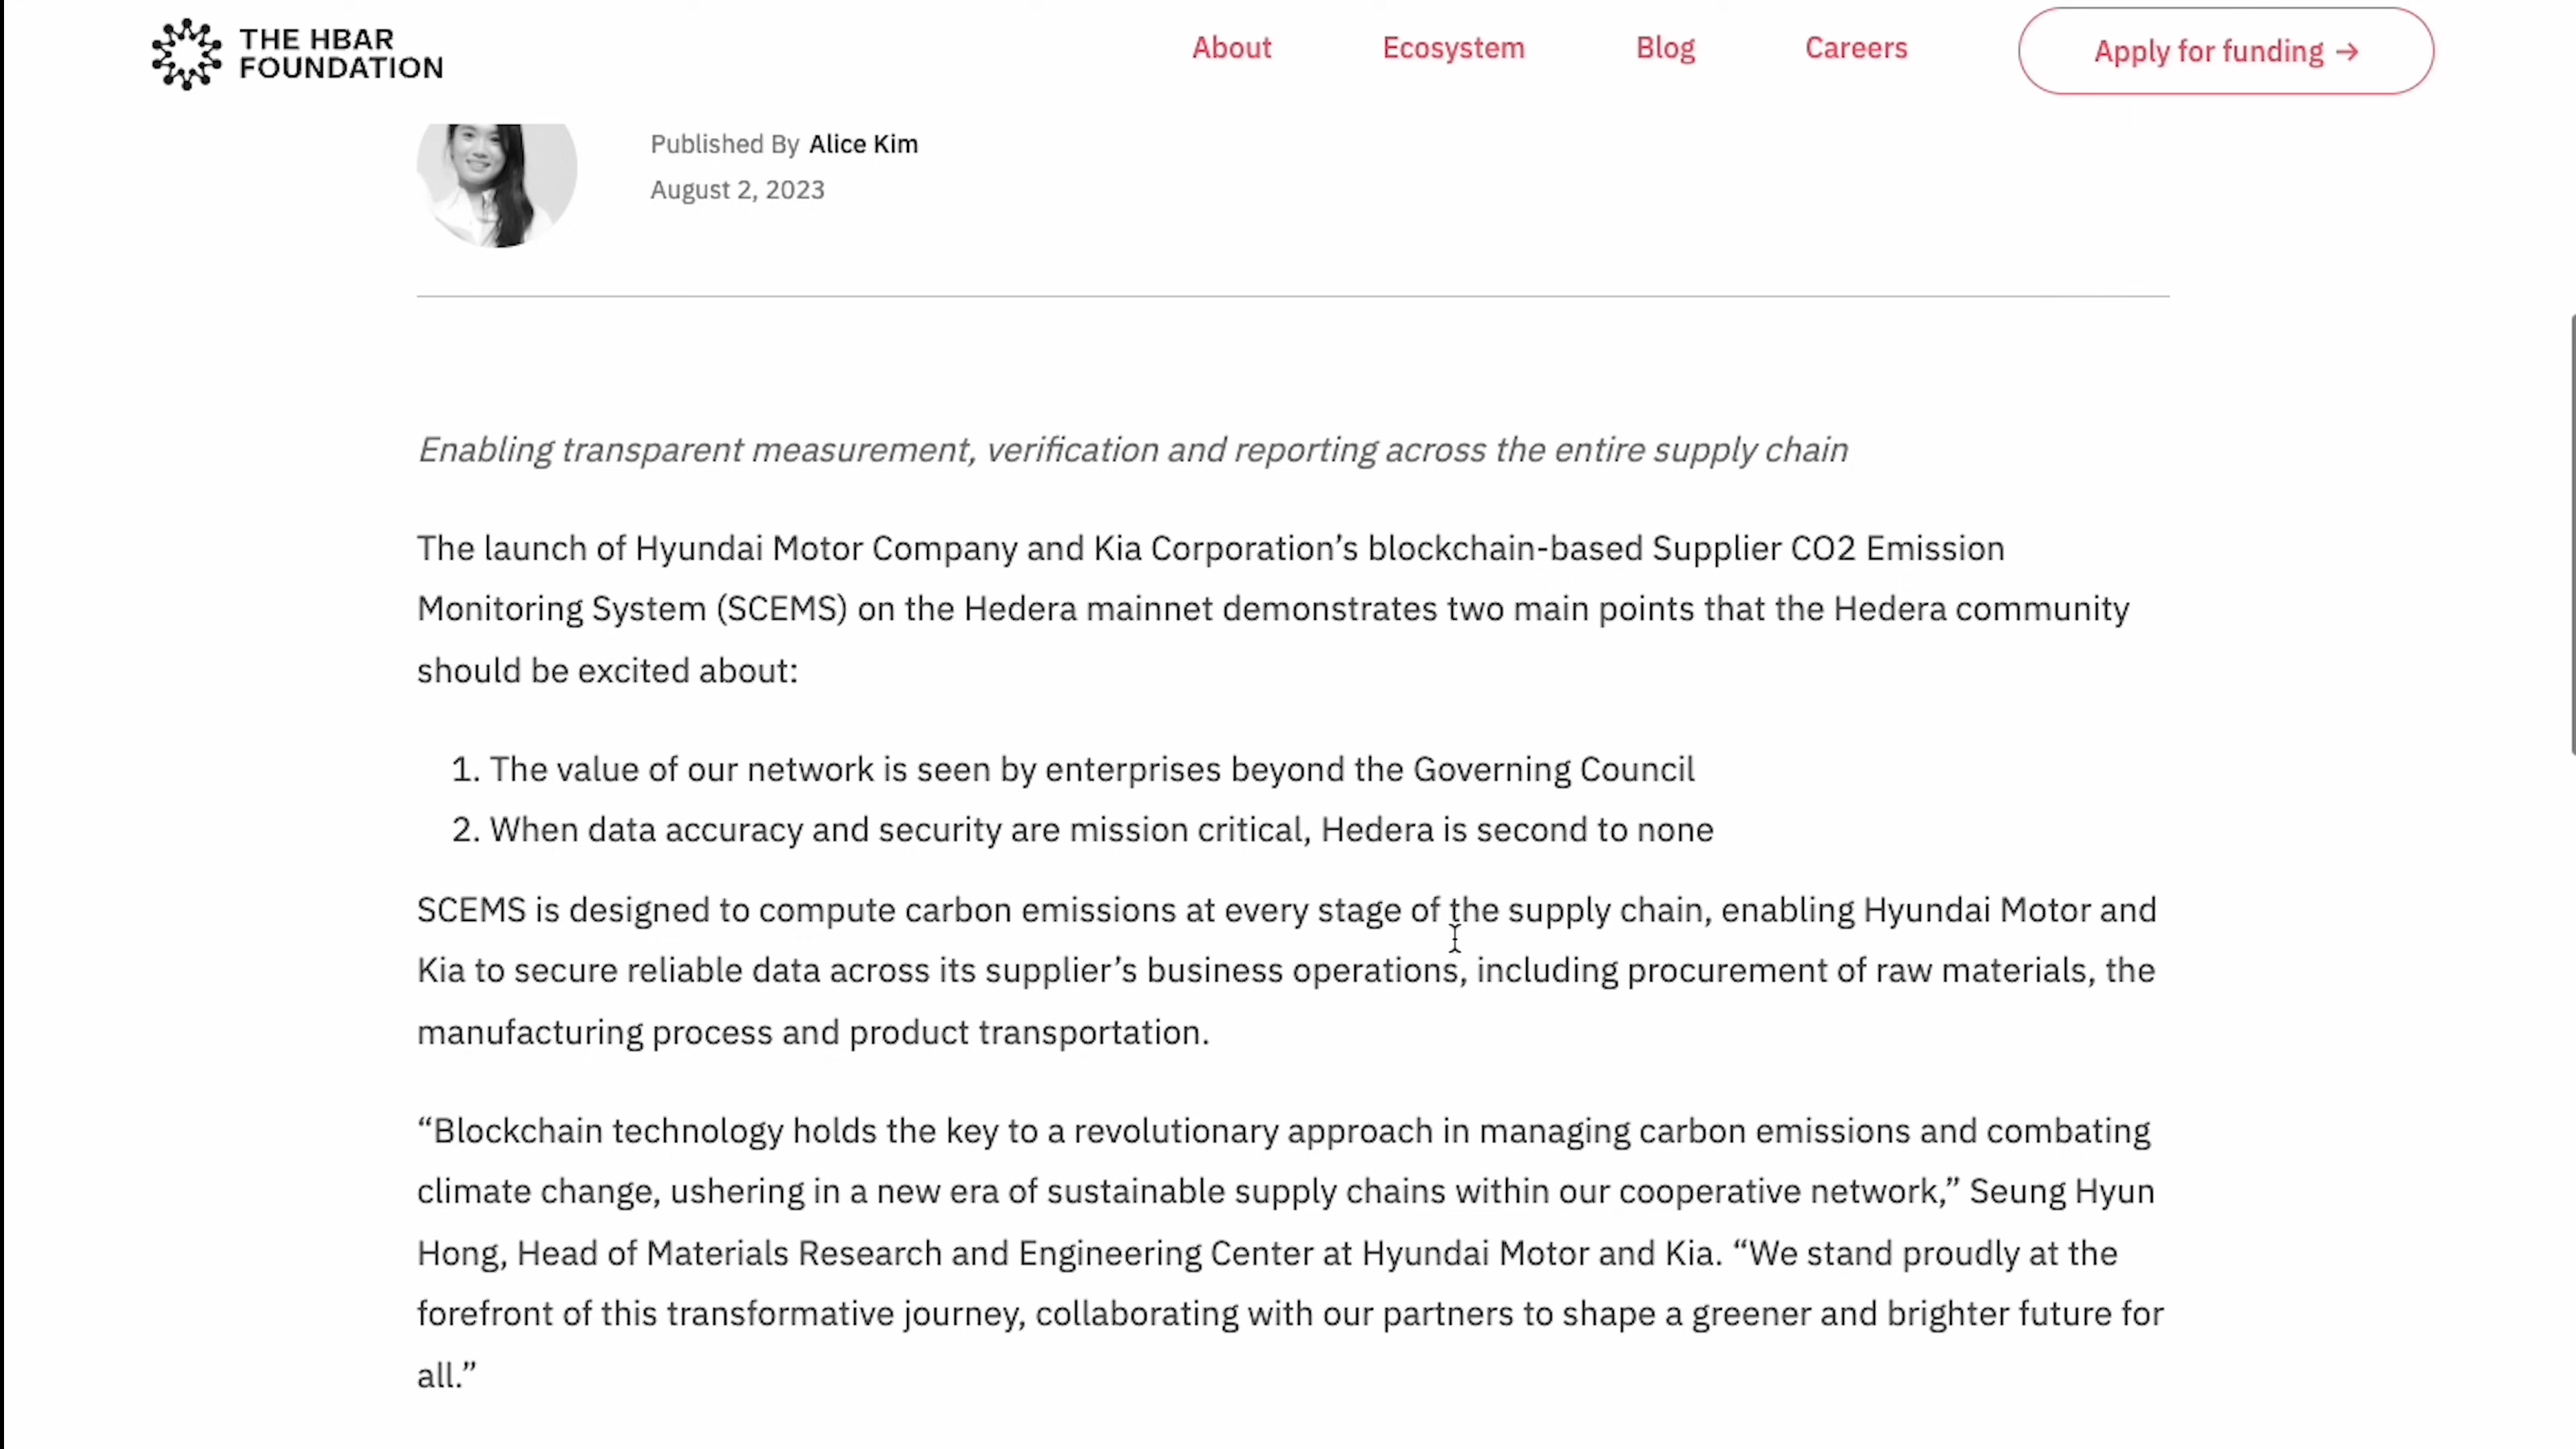 THE HBAR
FOUNDATION
About
Ecosystem
Blog
Careers
Apply for funding →
Published By Alice Kim
August 2, 2023
Enabling transparent measurement, verification and reporting across the entire supply chain
The launch of Hyundai Motor Company and Kia Corporation’s blockchain-based Supplier CO2 Emission
Monitoring System (SCEMS) on the Hedera mainnet demonstrates two main points that the Hedera community
should be excited about:
1. The value of our network is seen by enterprises beyond the Governing Council
2. When data accuracy and security are mission critical, Hedera is second to none
SCEMS is designed to compute carbon emissions at every stage of the supply chain, enabling Hyundai Motor and
Kia to secure reliable data across its supplier’s business operations, including procurement of raw materials, the
manufacturing process and product transportation.
“Blockchain technology holds the key to a revolutionary approach in managing carbon emissions and combating
climate change, ushering in a new era of sustainable supply chains within our cooperative network,” Seung Hyun
Hong, Head of Materials Research and Engineering Center at Hyundai Motor and Kia. “We stand proudly at the
forefront of this transformative journey, collaborating with our partners to shape a greener and brighter future for
all.”